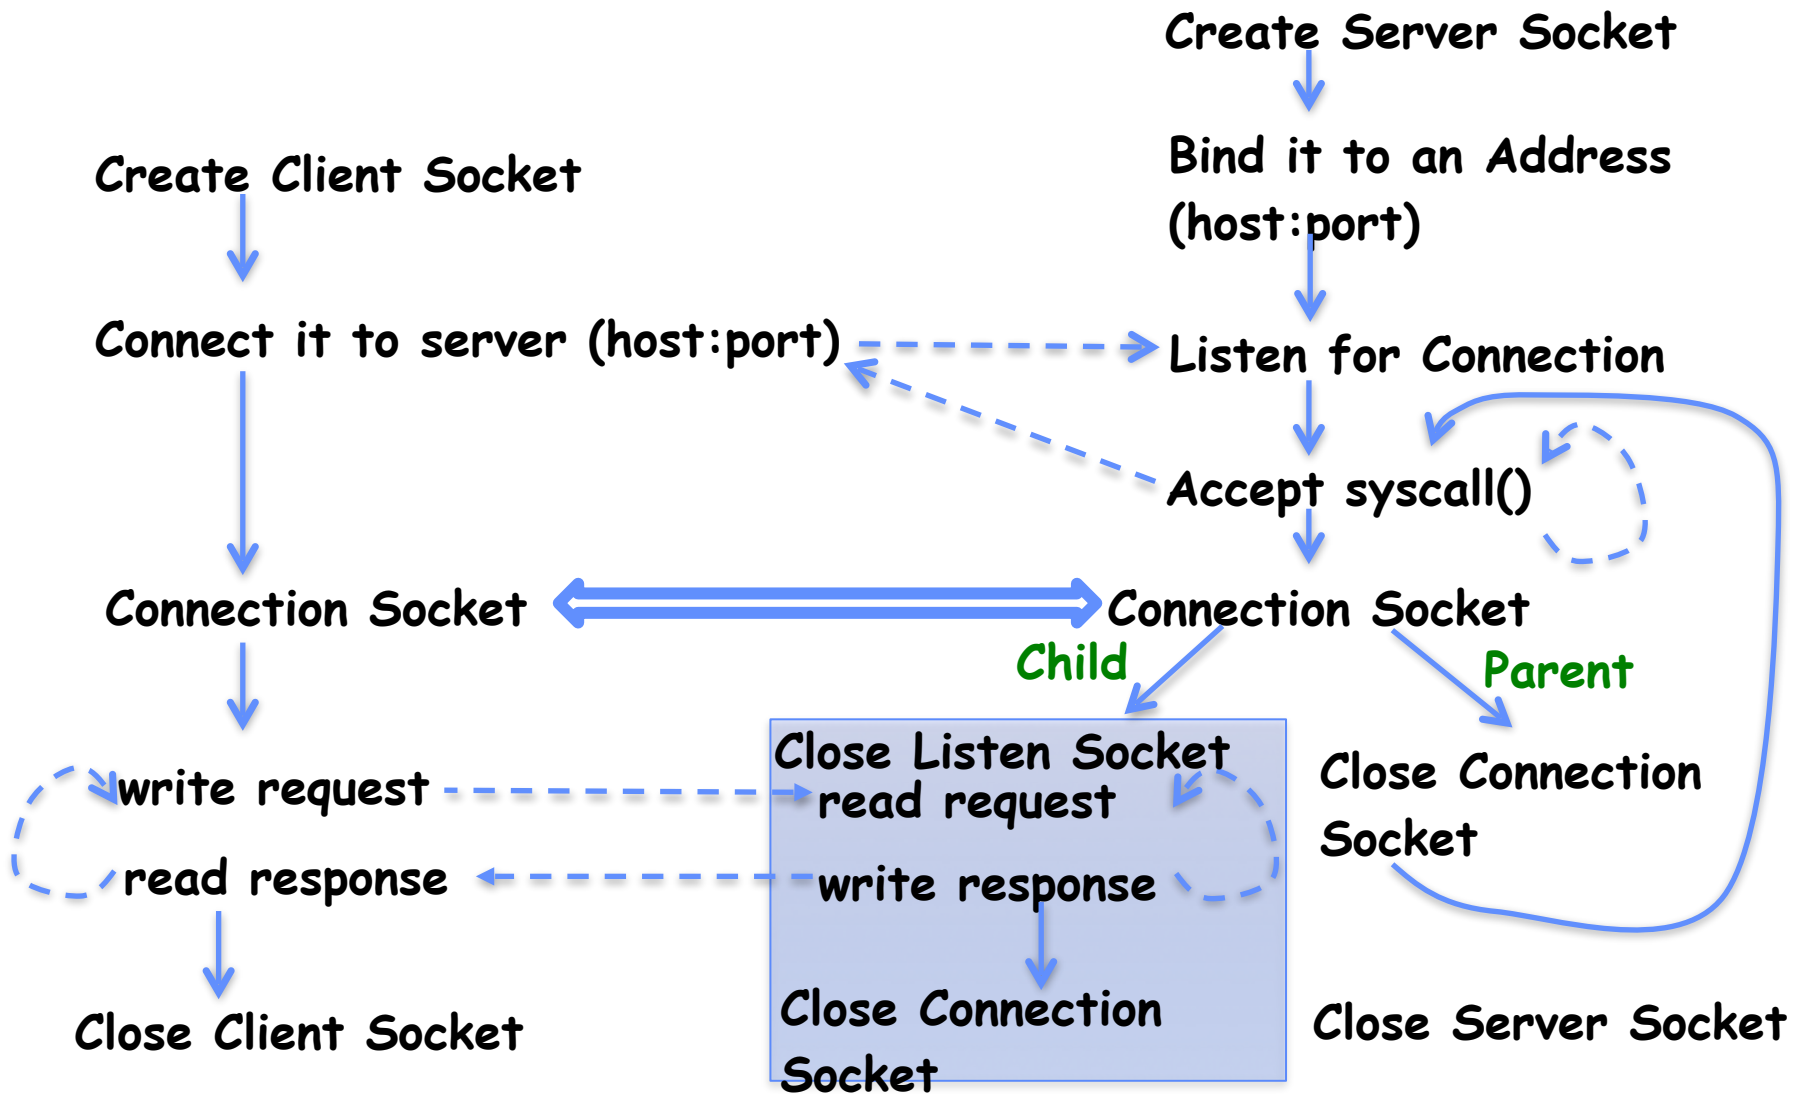 Create Server Socket
Bind it to an Address
(host:port)
Create Client Socket
Connect it to server (host:port)
Listen for Connection
Accept syscall()
Connection Socket
Connection Socket
Child
Parent
Close Listen Socket
write request
read request
Close Connection
Socket
read response
write response
Close Client Socket
Close Connection
Socket
Close Server Socket